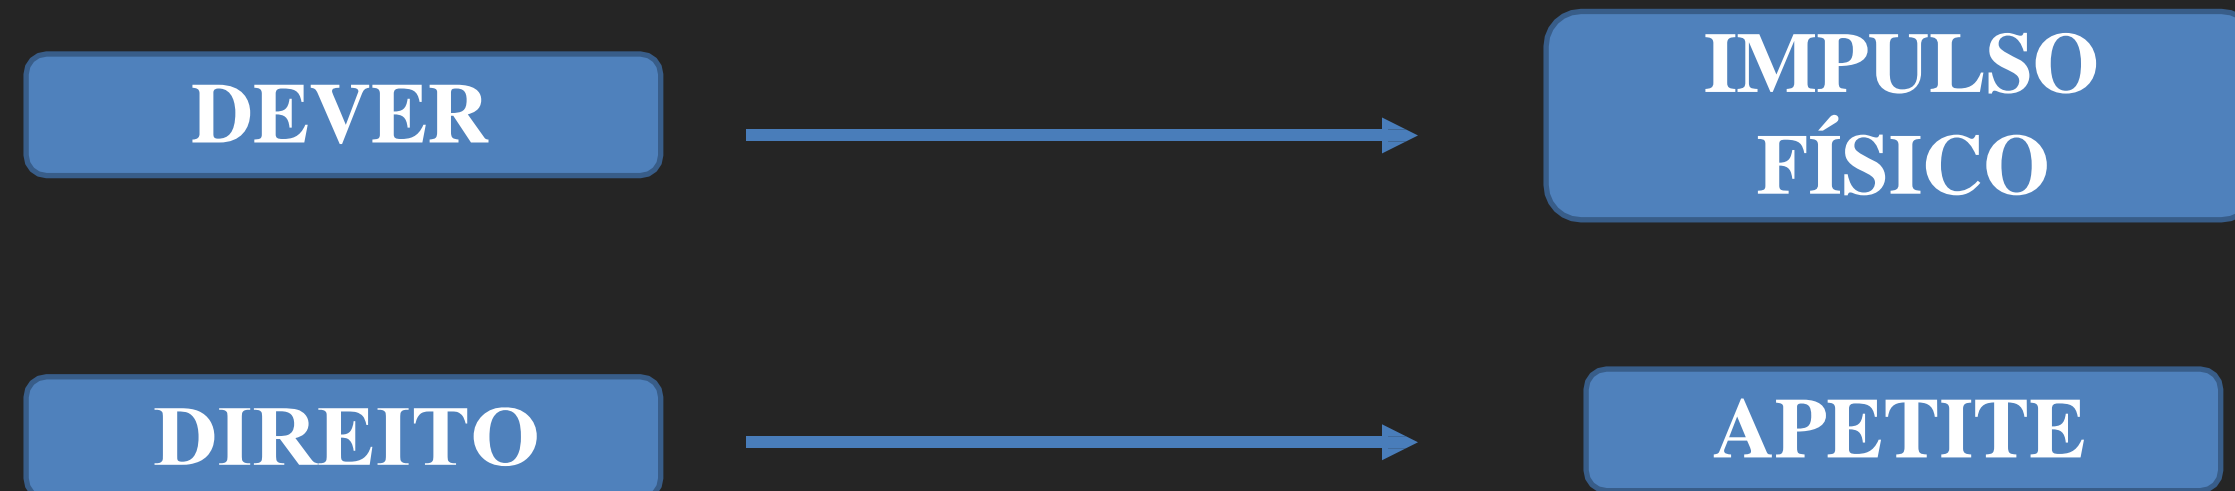 DEVER
IMPULSO
FÍSICO
DIREITO
APETITE